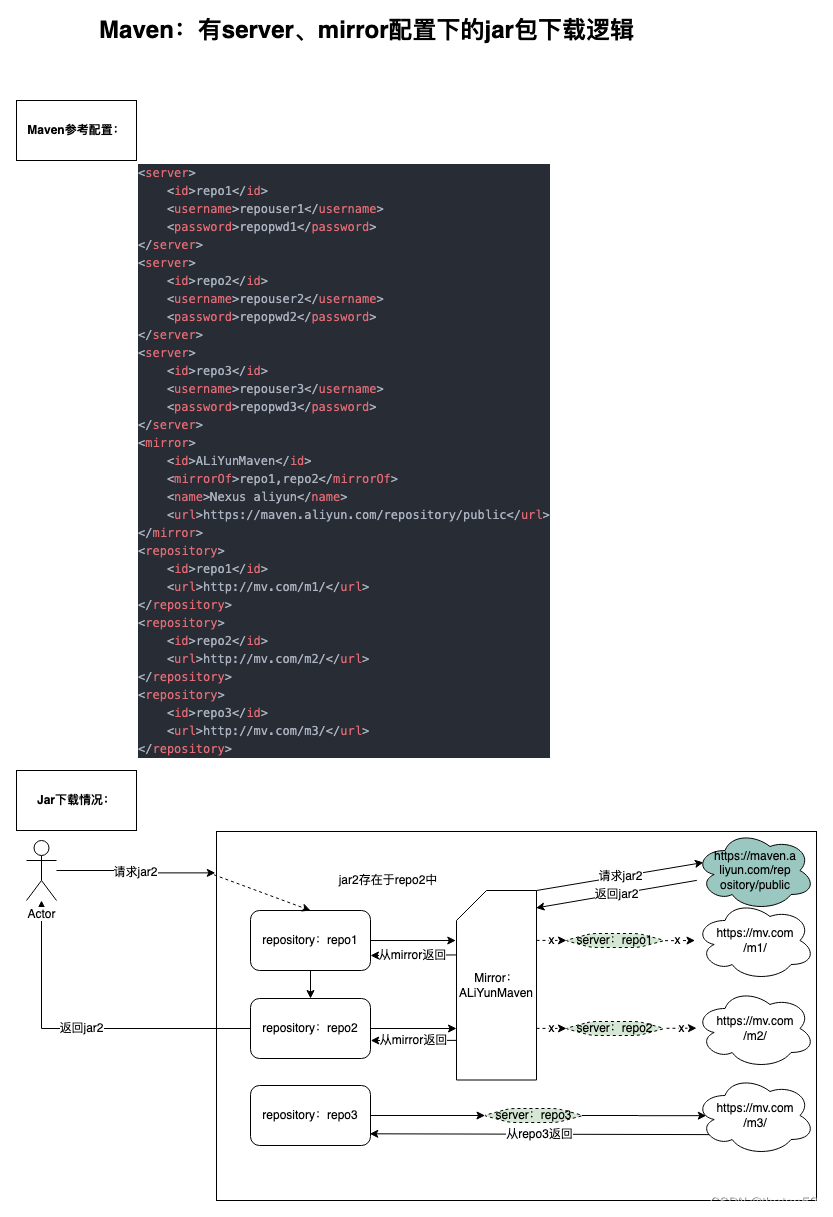 Maven：有server、mirror配置下的jar包下载逻辑
Maven参考配置：
<server>
    <id>repo1</id>
    <username>repouser1</username>
    <password>repopwd1</password>
</server>
<server>
    <id>repo2</id>
    <username>repouser2</username>
    <password>repopwd2</password>
</server>
<server>
    <id>repo3</id>
    <username>repouser3</username>
    <password>repopwd3</password>
</server>
<mirror>
    <id>ALiYunMaven</id>
    <mirrorOf>repo1,repo2</mirrorOf>
    <name>Nexus aliyun</name>
    <url>https://maven.aliyun.com/repository/public</url>
</mirror>
<repository>
    <id>repo1</id>
    <url>http://mv.com/m1/</url>
</repository>
<repository>
    <id>repo2</id>
    <url>http://mv.com/m2/</url>
</repository>
<repository>
    <id>repo3</id>
    <url>http://mv.com/m3/</url>
</repository>
Jar下载情况：
Actor
请求jar2
返回jar2
jar2存在于repo2中
请求jar2
返回jar2
https://maven.a
liyun.com/rep
ository/public
repository：repo1
从mirror返回
Mirror：
ALiYunMaven
x
server：repo1
x
https://mv.com
/m1/
repository：repo2
从mirror返回
x
server：repo2
x
https://mv.com
/m2/
repository：repo3
server：repo3
从repo3返回
https://mv.com
/m3/